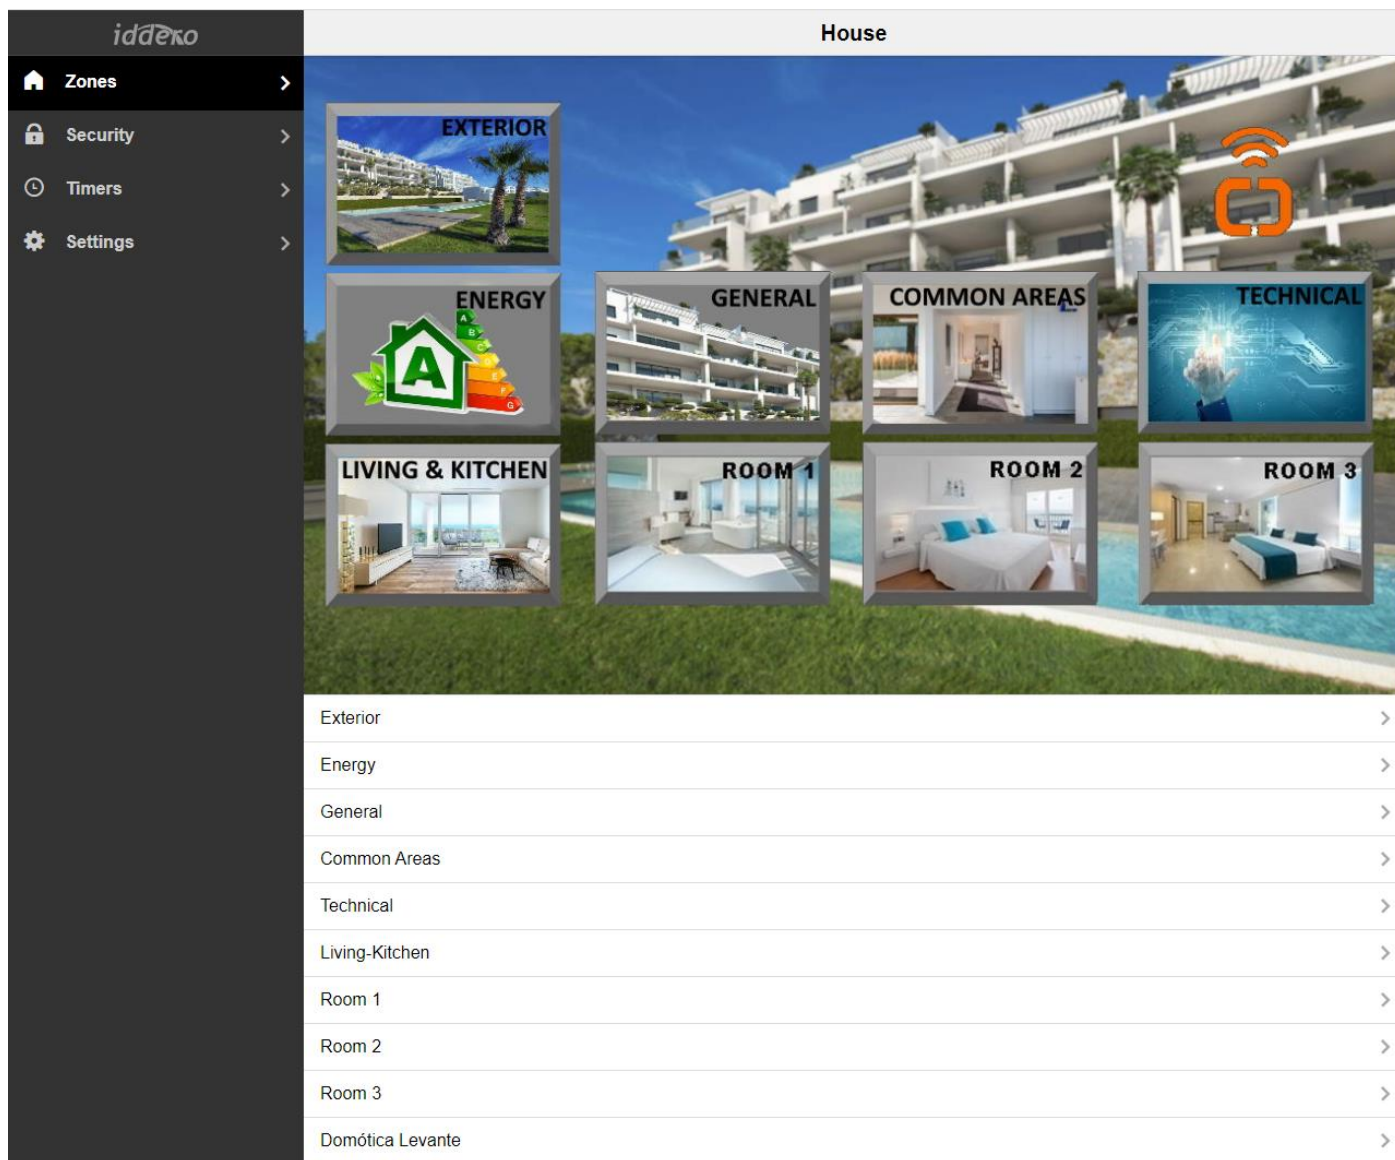 iddero
House
Zones
Security
Timers
Settings
EXTERIOR
ENERGY
A
B
C
D
E
F
G
A
GENERAL
COMMON AREAS
TECHNICAL
LIVING & KITCHEN
ROOM 1
ROOM 2
ROOM 3
Exterior
Energy
General
Common Areas
Technical
Living-Kitchen
Room 1
Room 2
Room 3
Domótica Levante